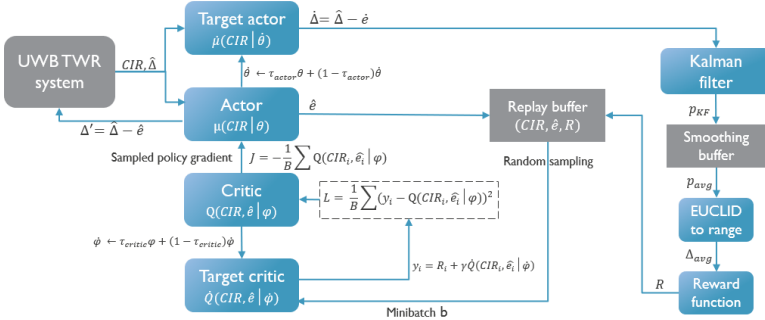 Target actor
μ̇(CIR│θ̇)
Δ̇= Δ̂ − ė
UWB TWR
system
CIR,Δ̂
θ̇ ← τ_actor θ + (1 − τ_actor)θ̇
Kalman
filter
Actor
μ(CIR│θ)
ê
Δ′= Δ̂ − ê
Replay buffer
(CIR, ê, R)
p_KF
Smoothing
buffer
Sampled policy gradient
J = −1/B ∑ Q(CIR_i, ê_i│φ)
Random sampling
p_avg
Critic
Q(CIR, ê│φ)
L = 1/B ∑(y_i − Q(CIR_i, ê_i│φ))²
EUCLID
to range
φ̇ ← τ_critic φ + (1 − τ_critic)φ̇
Δ_avg
Target critic
Q̇(CIR, ê│φ̇)
y_i = R_i + γQ̇(CIR_i, ê_i│φ̇)
R
Reward
function
Minibatch b